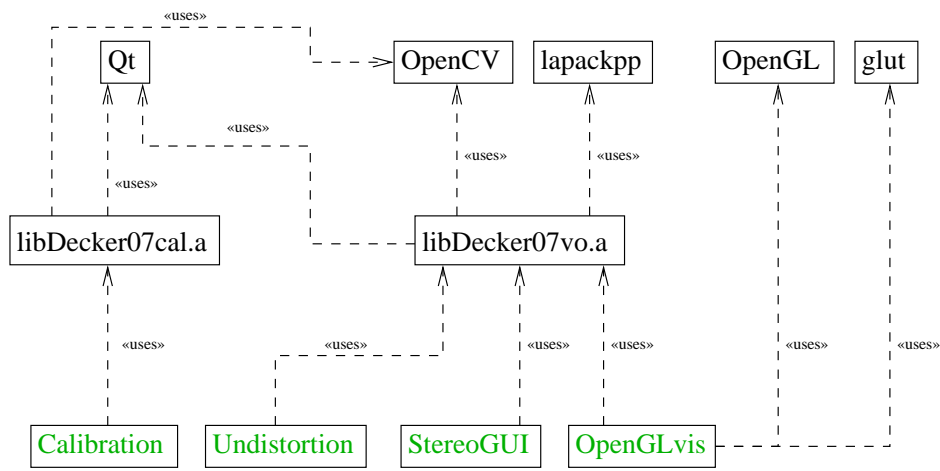 «uses»
Qt
OpenCV
lapackpp
OpenGL
glut
«uses»
«uses»
«uses»
«uses»
libDecker07cal.a
libDecker07vo.a
«uses»
«uses»
«uses»
«uses»
«uses»
«uses»
Calibration
Undistortion
StereoGUI
OpenGLvis